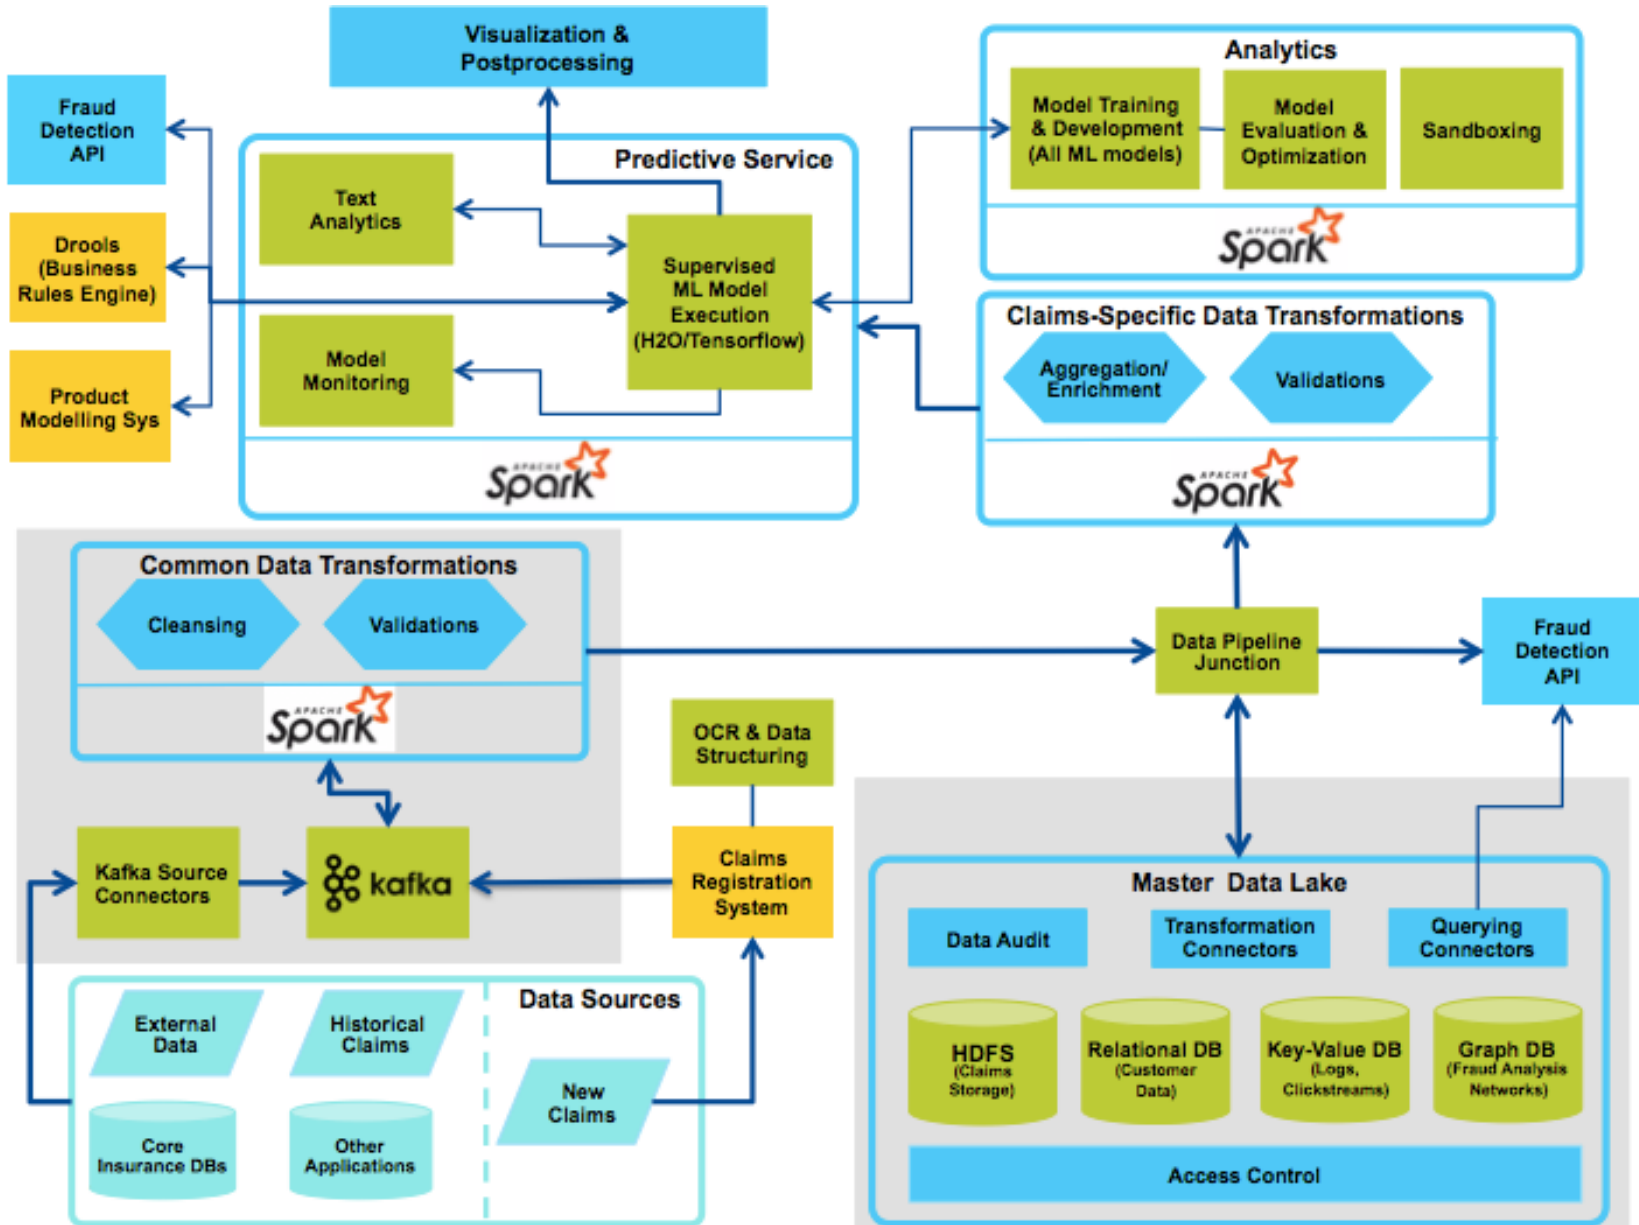 Visualization &
Postprocessing
Fraud
Detection
API
Drools
(Business
Rules Engine)
Product
Modelling Sys
Predictive Service
Text
Analytics
Model
Monitoring
Supervised
ML Model
Execution
(H2O/Tensorflow)
APACHE
Spark
Analytics
Model Training
& Development
(All ML models)
Model
Evaluation &
Optimization
Sandboxing
APACHE
Spark
Claims-Specific Data Transformations
Aggregation/
Enrichment
Validations
APACHE
Spark
Common Data Transformations
Cleansing
Validations
APACHE
Spark
Data Pipeline
Junction
Fraud
Detection
API
OCR & Data
Structuring
Kafka Source
Connectors
kafka
Claims
Registration
System
Data Sources
External
Data
Historical
Claims
New
Claims
Core
Insurance DBs
Other
Applications
Master Data Lake
Data Audit
Transformation
Connectors
Querying
Connectors
HDFS
(Claims
Storage)
Relational DB
(Customer
Data)
Key-Value DB
(Logs,
Clickstreams)
Graph DB
(Fraud Analysis
Networks)
Access Control